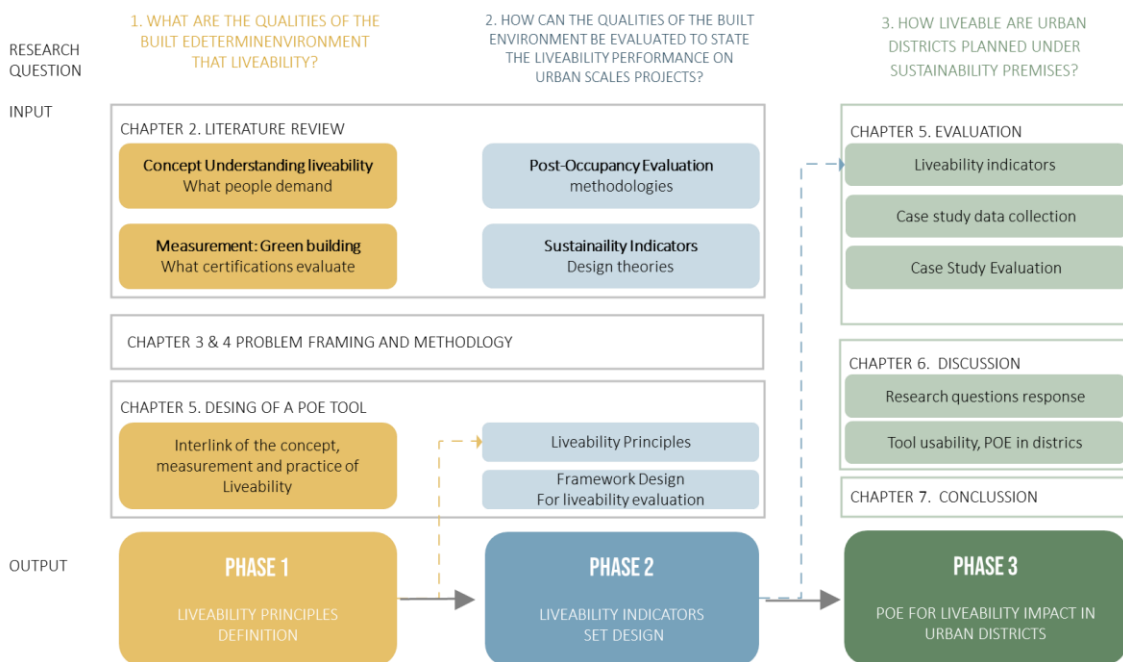 RESEARCH
QUESTION
1. WHAT ARE THE QUALITIES OF THE
BUILT EDETERMINENVIRONMENT
THAT LIVEABILITY?
2. HOW CAN THE QUALITIES OF THE BUILT
ENVIRONMENT BE EVALUATED TO STATE
THE LIVEABILITY PERFORMANCE ON
URBAN SCALES PROJECTS?
3. HOW LIVEABLE ARE URBAN
DISTRICTS PLANNED UNDER
SUSTAINABILITY PREMISES?
INPUT
CHAPTER 2. LITERATURE REVIEW
Concept Understanding liveability
What people demand
Post-Occupancy Evaluation
methodologies
Measurement: Green building
What certifications evaluate
Sustainaility Indicators
Design theories
CHAPTER 3 & 4 PROBLEM FRAMING AND METHODLOGY
CHAPTER 5. DESING OF A POE TOOL
Interlink of the concept,
measurement and practice of
Liveability
Liveability Principles
Framework Design
For liveability evaluation
CHAPTER 5. EVALUATION
Liveability indicators
Case study data collection
Case Study Evaluation
CHAPTER 6.  DISCUSSION
Research questions response
Tool usability, POE in districs
CHAPTER 7.  CONCLUSSION
OUTPUT
PHASE 1
LIVEABILITY PRINCIPLES
DEFINITION
PHASE 2
LIVEABILITY INDICATORS
SET DESIGN
PHASE 3
POE FOR LIVEABILITY IMPACT IN
URBAN DISTRICTS